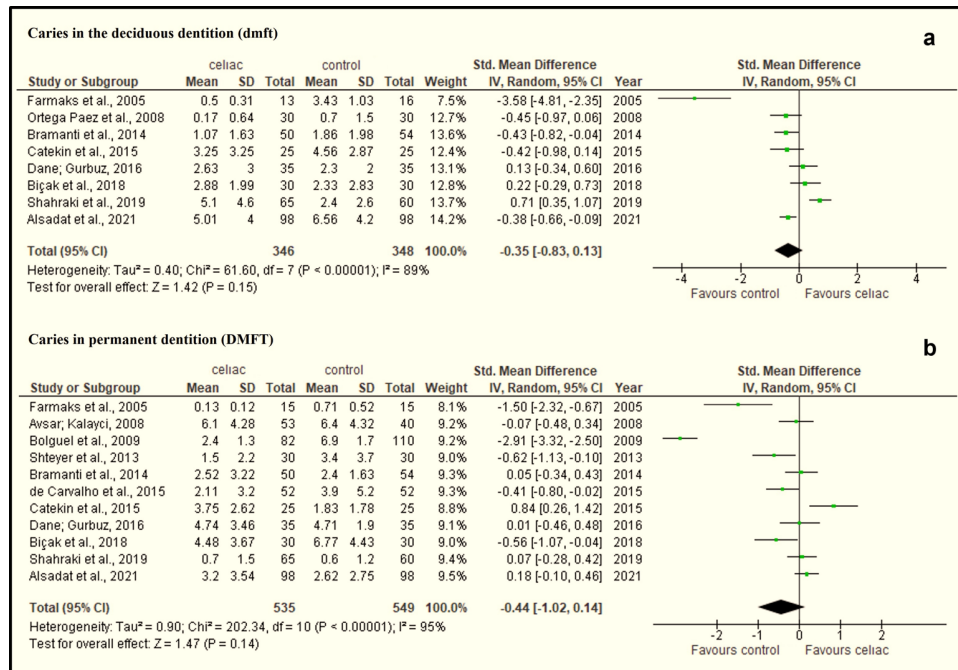 Caries in the deciduous dentition (dmft) a
celiac control Std. Mean Difference Std. Mean Difference
Study or Subgroup Mean SD Total Mean SD Total Weight IV, Random, 95% CI Year IV, Random, 95% CI
Farmaks et al., 2005 0.5 0.31 13 3.43 1.03 16 7.5% -3.58 [-4.81, -2.35] 2005
Ortega Paez et al., 2008 0.17 0.64 30 0.7 1.5 30 12.7% -0.45 [-0.97, 0.06] 2008
Bramanti et al., 2014 1.07 1.63 50 1.86 1.98 54 13.6% -0.43 [-0.82, -0.04] 2014
Catekin et al., 2015 3.25 3.25 25 4.56 2.87 25 12.4% -0.42 [-0.98, 0.14] 2015
Dane; Gurbuz, 2016 2.63 3 35 2.3 2 35 13.1% 0.13 [-0.34, 0.60] 2016
Biçak et al., 2018 2.88 1.99 30 2.33 2.83 30 12.8% 0.22 [-0.29, 0.73] 2018
Shahraki et al., 2019 5.1 4.6 65 2.4 2.6 60 13.7% 0.71 [0.35, 1.07] 2019
Alsadat et al., 2021 5.01 4 98 6.56 4.2 98 14.2% -0.38 [-0.66, -0.09] 2021
Total (95% CI) 346 348 100.0% -0.35 [-0.83, 0.13]
Heterogeneity: Tau² = 0.40; Chi² = 61.60, df = 7 (P < 0.00001); I² = 89%
Test for overall effect: Z = 1.42 (P = 0.15)
-4 -2 0 2 4
Favours control Favours celiac
Caries in permanent dentition (DMFT) b
celiac control Std. Mean Difference Std. Mean Difference
Study or Subgroup Mean SD Total Mean SD Total Weight IV, Random, 95% CI Year IV, Random, 95% CI
Farmaks et al., 2005 0.13 0.12 15 0.71 0.52 15 8.1% -1.50 [-2.32, -0.67] 2005
Avsar; Kalayci, 2008 6.1 4.28 53 6.4 4.32 40 9.2% -0.07 [-0.48, 0.34] 2008
Bolguel et al., 2009 2.4 1.3 82 6.9 1.7 110 9.2% -2.91 [-3.32, -2.50] 2009
Shteyer et al., 2013 1.5 2.2 30 3.4 3.7 30 9.0% -0.62 [-1.13, -0.10] 2013
Bramanti et al., 2014 2.52 3.22 50 2.4 1.63 54 9.2% 0.05 [-0.34, 0.43] 2014
de Carvalho et al., 2015 2.11 3.2 52 3.9 5.2 52 9.2% -0.41 [-0.80, -0.02] 2015
Catekin et al., 2015 3.75 2.62 25 1.83 1.78 25 8.8% 0.84 [0.26, 1.42] 2015
Dane; Gurbuz, 2016 4.74 3.46 35 4.71 1.9 35 9.1% 0.01 [-0.46, 0.48] 2016
Biçak et al., 2018 4.48 3.67 30 6.77 4.43 30 9.0% -0.56 [-1.07, -0.04] 2018
Shahraki et al., 2019 0.7 1.5 65 0.6 1.2 60 9.3% 0.07 [-0.28, 0.42] 2019
Alsadat et al., 2021 3.2 3.54 98 2.62 2.75 98 9.5% 0.18 [-0.10, 0.46] 2021
Total (95% CI) 535 549 100.0% -0.44 [-1.02, 0.14]
Heterogeneity: Tau² = 0.90; Chi² = 202.34, df = 10 (P < 0.00001); I² = 95%
Test for overall effect: Z = 1.47 (P = 0.14)
-2 -1 0 1 2
Favours control Favours celiac